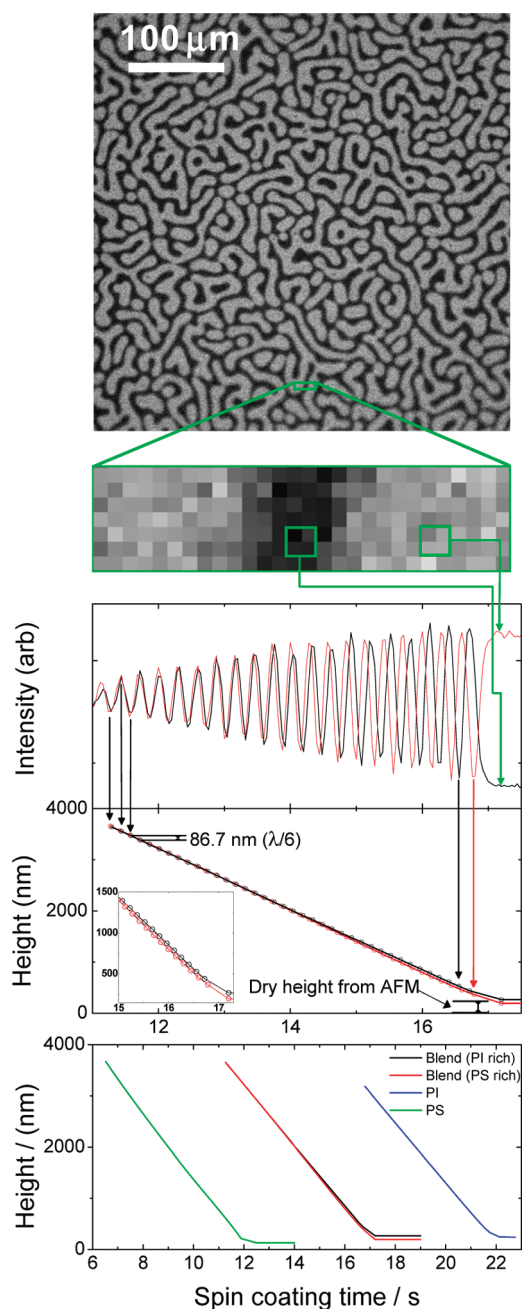 100 µm
Intensity (arb)
4000
86.7 nm (λ/6)
Height (nm)
2000
1500
1000
500
15 16 17
Dry height from AFM
0
12 14 16
4000
Blend (PI rich)
Blend (PS rich)
PI
PS
Height / (nm)
2000
0
6 8 10 12 14 16 18 20 22
Spin coating time / s